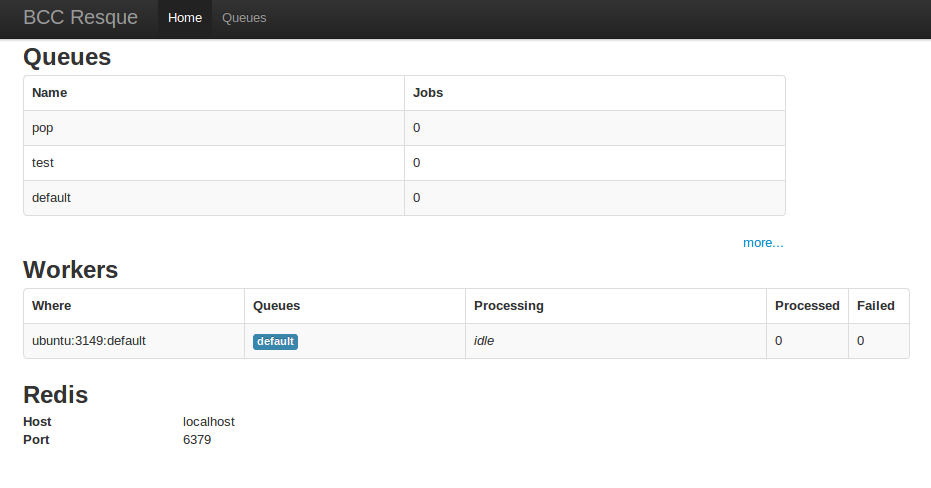 BCC Resque Home Queues
Queues
Name Jobs
pop 0
test 0
default 0
more...
Workers
Where Queues Processing Processed Failed
ubuntu:3149:default default idle 0 0
Redis
Host localhost
Port 6379